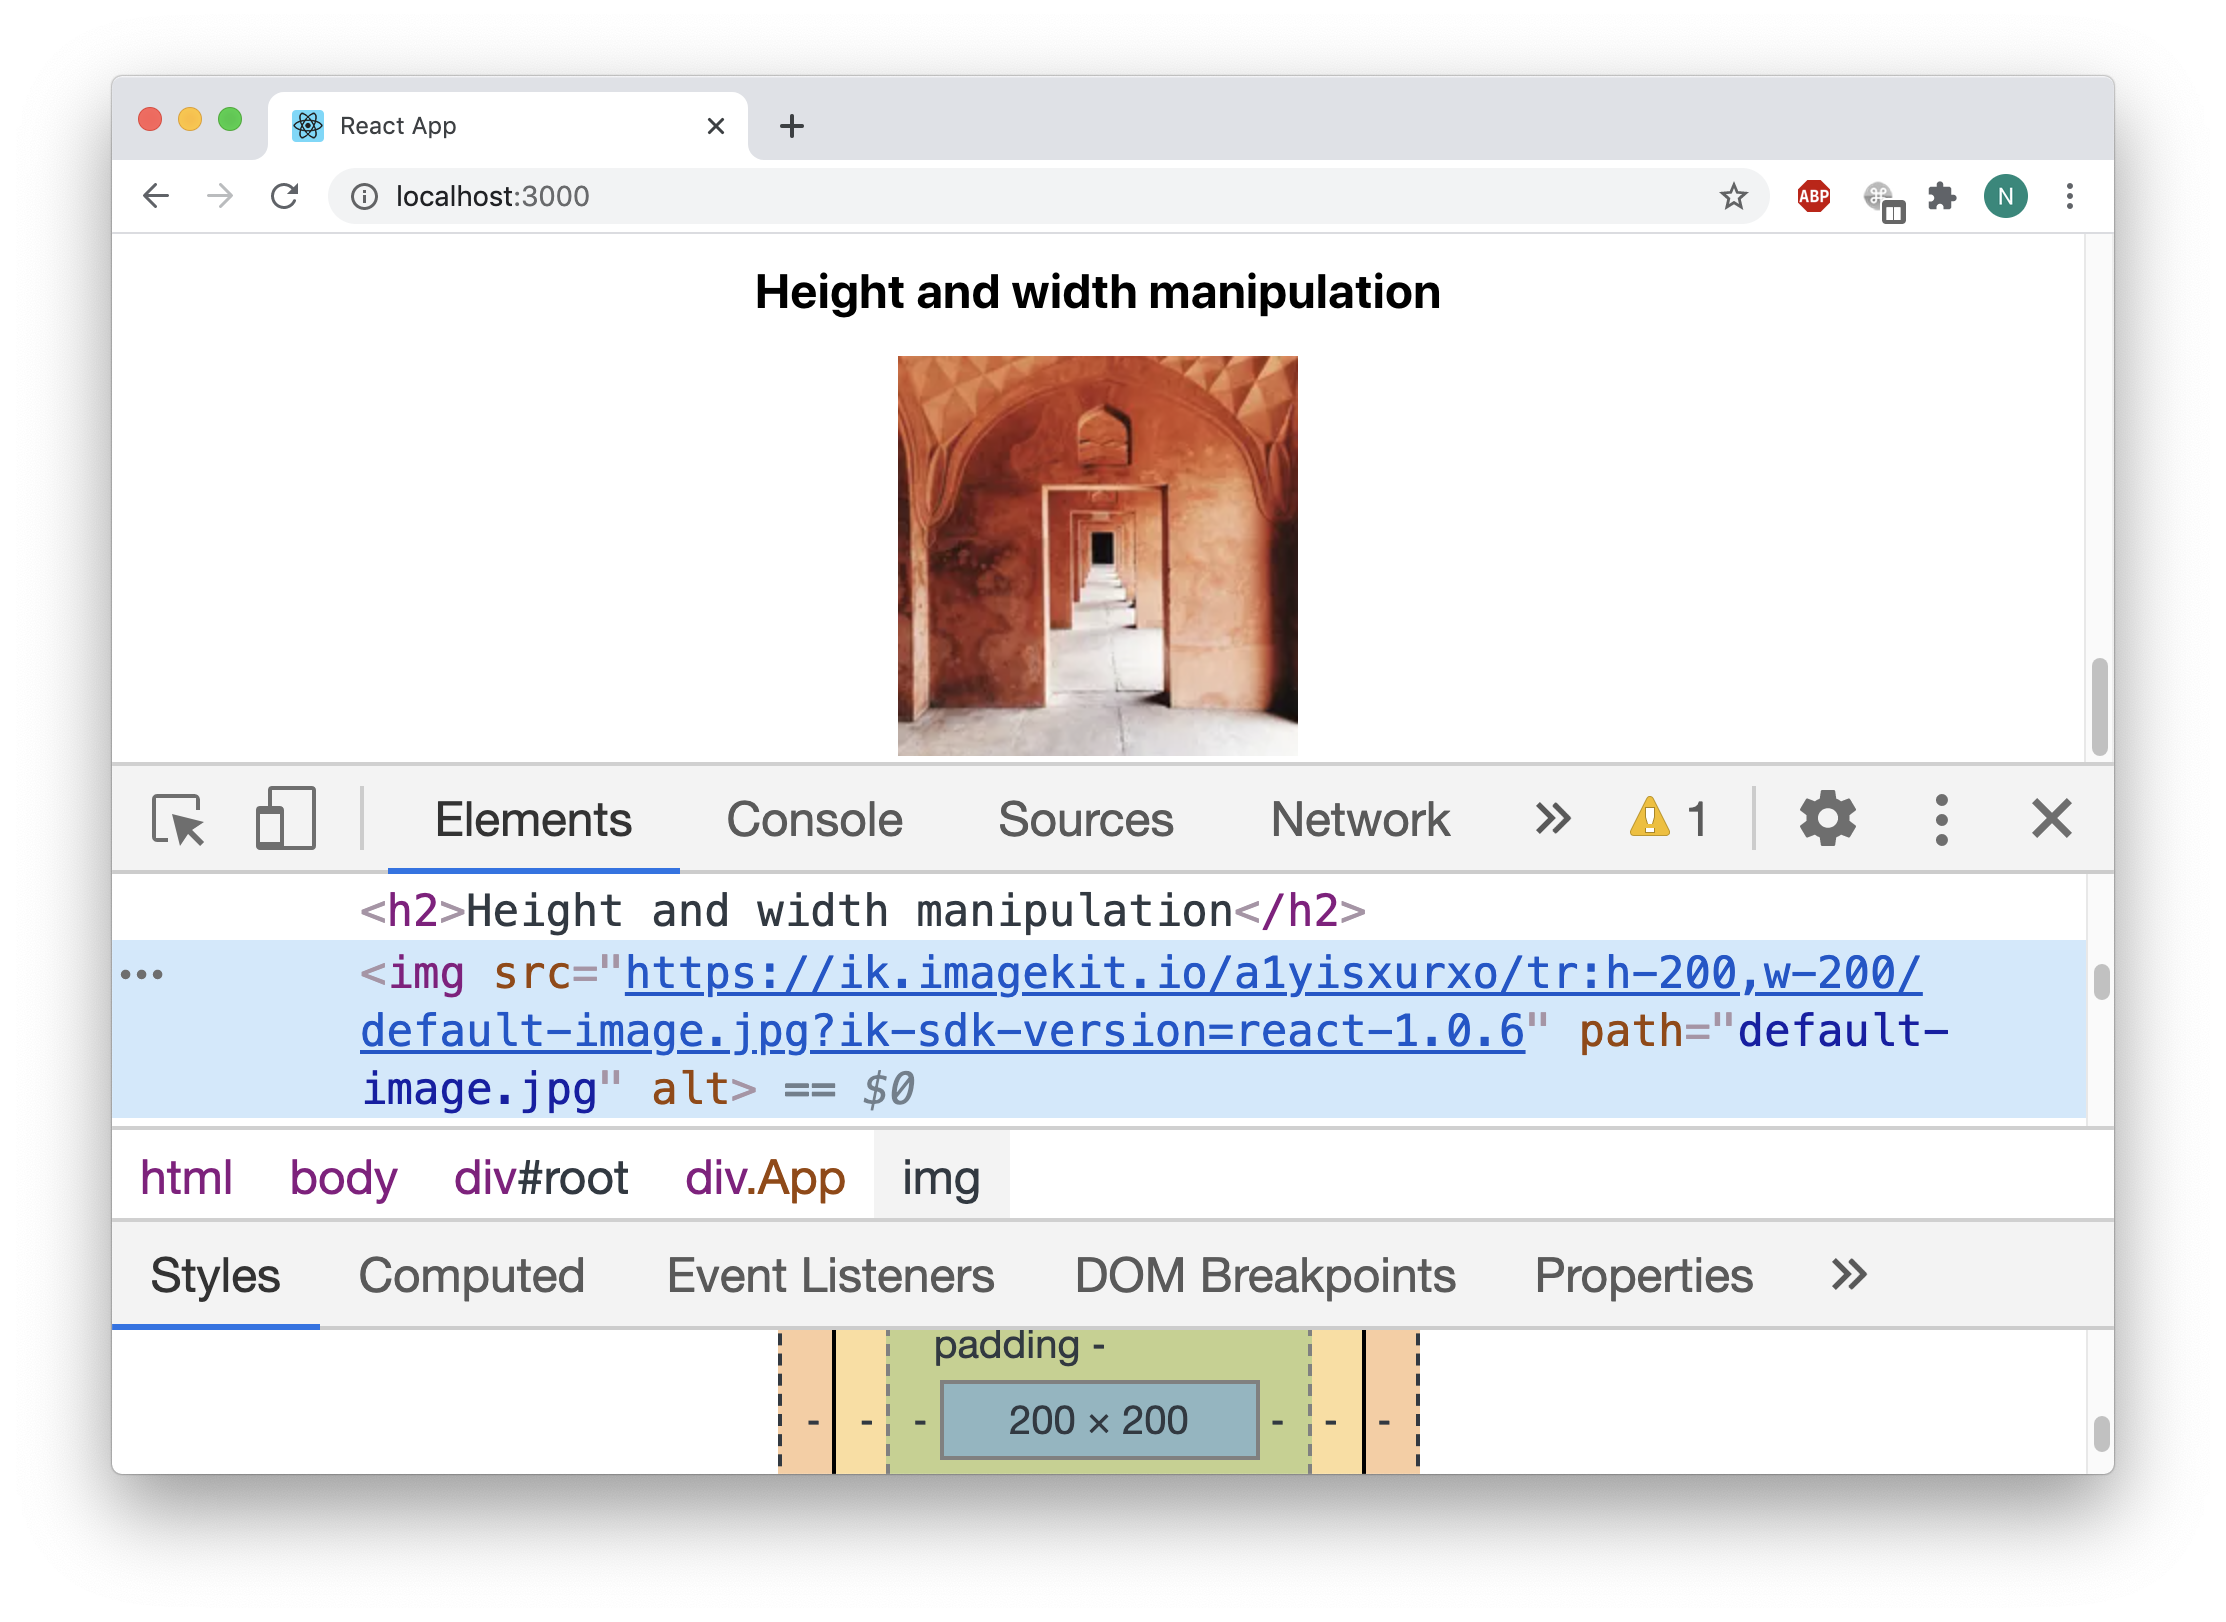 React App
localhost:3000
ABP
N
Height and width manipulation
Elements Console Sources Network 1
<h2>Height and width manipulation</h2>
<img src="https://ik.imagekit.io/a1yisxurxo/tr:h-200,w-200/
default-image.jpg?ik-sdk-version=react-1.0.6" path="default-
image.jpg" alt> == $0
html body div#root div.App img
Styles Computed Event Listeners DOM Breakpoints Properties
padding -
- - - 200 × 200 - - -